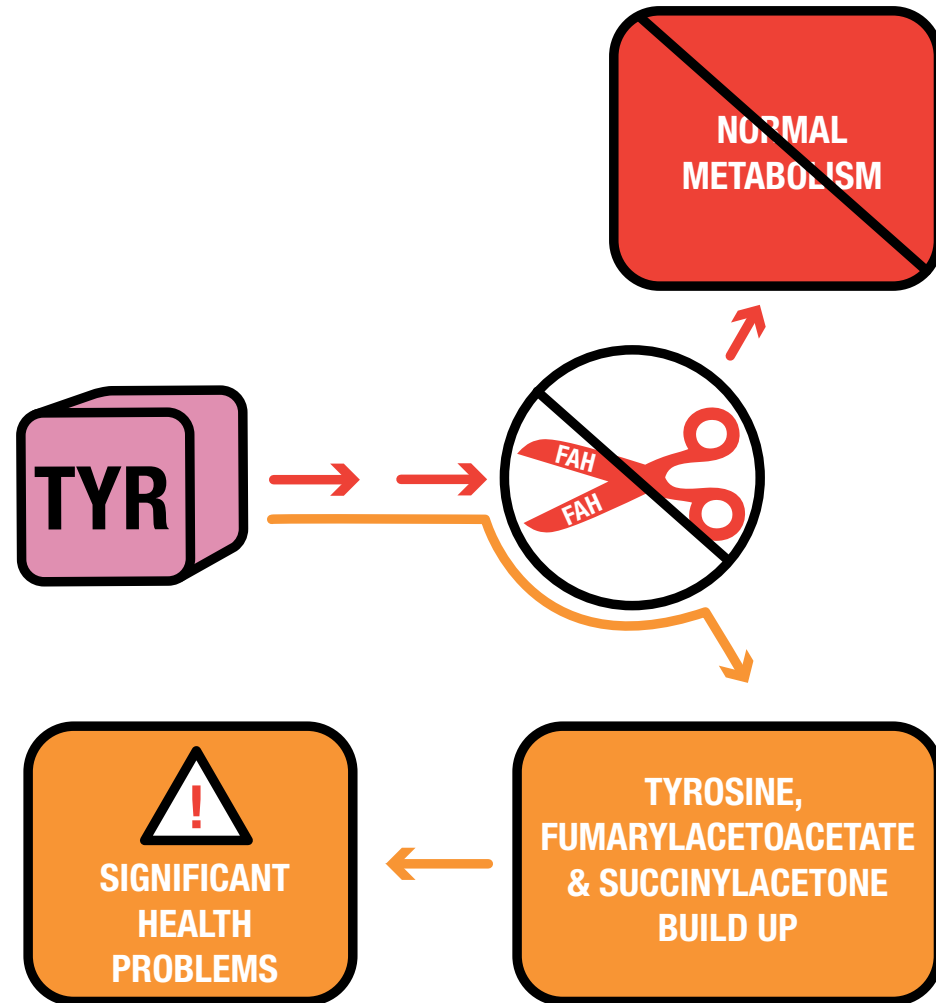 NORMAL
METABOLISM
TYR
FAH
FAH
TYROSINE,
FUMARYLACETOACETATE
& SUCCINYLACETONE
BUILD UP
!
SIGNIFICANT
HEALTH
PROBLEMS